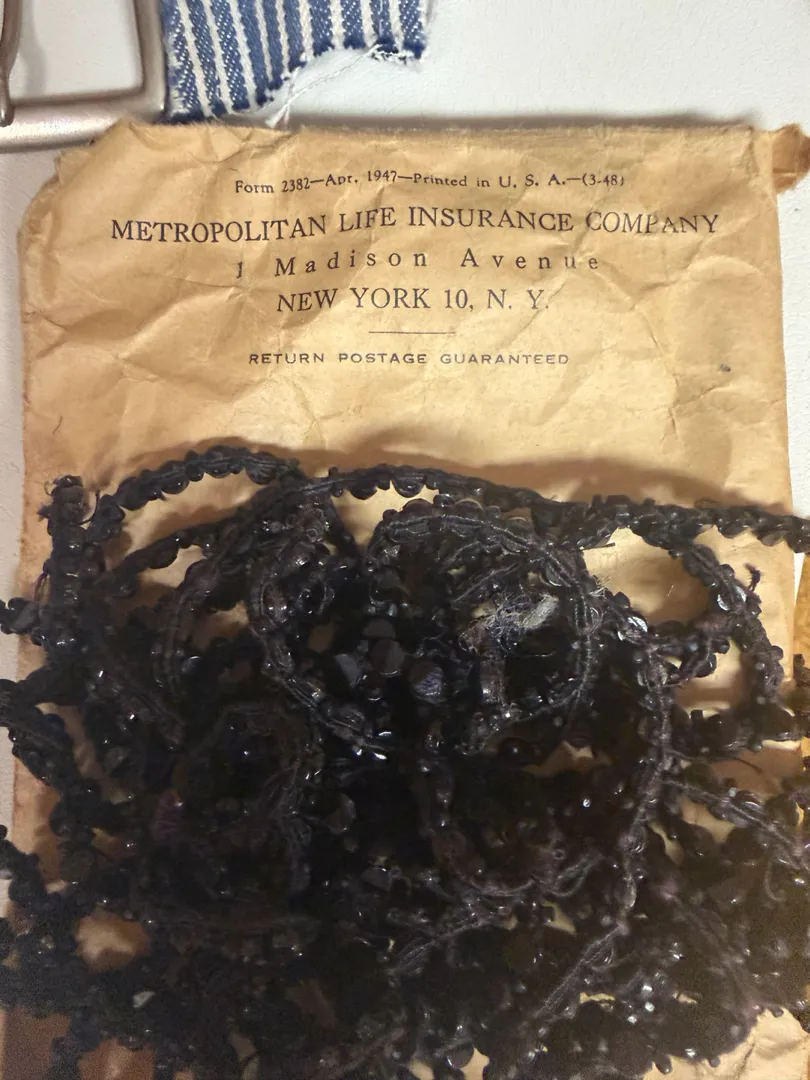 Form 2382—Apr. 1947—Printed in U. S. A.—(3-48)
METROPOLITAN LIFE INSURANCE COMPANY
1 Madison Avenue
NEW YORK 10, N. Y.
RETURN POSTAGE GUARANTEED